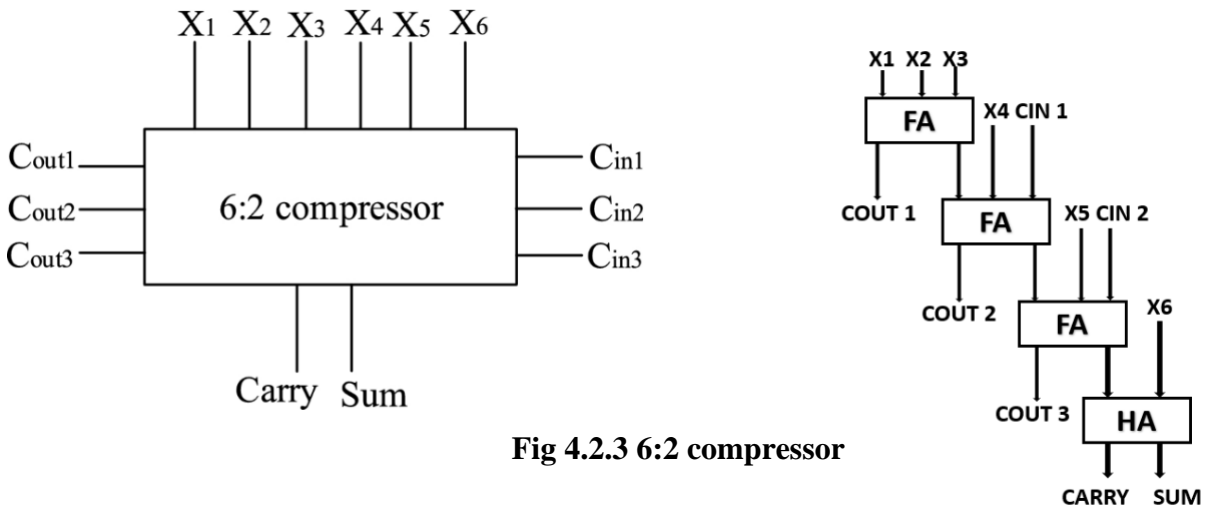 X1 X2 X3 X4 X5 X6
Cout1
Cout2
Cout3
6:2 compressor
Cin1
Cin2
Cin3
Carry Sum
X1 X2 X3
FA
X4 CIN 1
COUT 1
FA
X5 CIN 2
COUT 2
FA
X6
COUT 3
HA
CARRY SUM
Fig 4.2.3 6:2 compressor